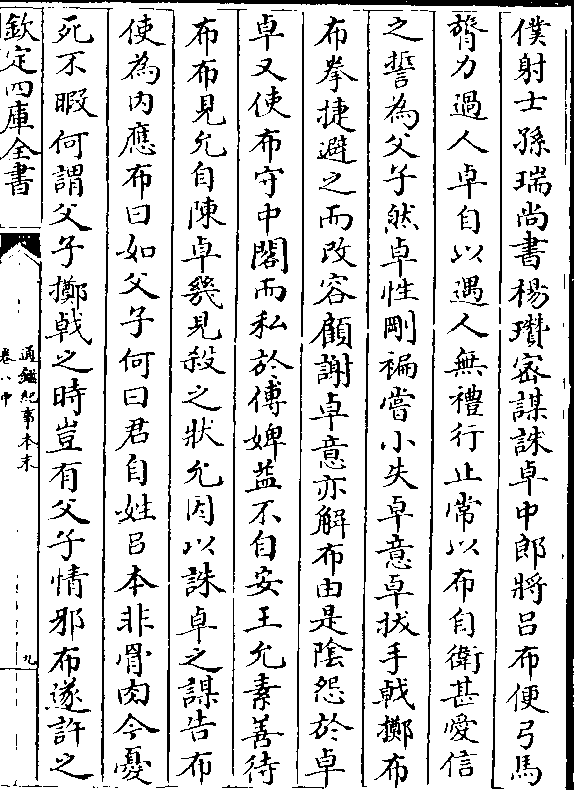 僕射士孫瑞尚書楊瓚密謀誅卓中郎將吕布便弓馬
膂力過人卓自以遇人無禮行止常以布自衛甚愛信
之誓為父子然卓性剛褊嘗小失卓意卓拔手㦸擲布
布拳捷避之而改容顧謝卓意亦解布由是陰怨於卓
卓又使布守中閣而私於傅婢益不自安王允素善待
布布見允自陳卓幾見殺之狀允因以誅卓之謀告布
使為内應布曰如父子何曰君自姓吕本非骨肉今憂
死不暇何謂父子擲㦸之時豈有父子情邪布遂許之
欽定四庫全書
通鑑紀事本末
卷八中
九